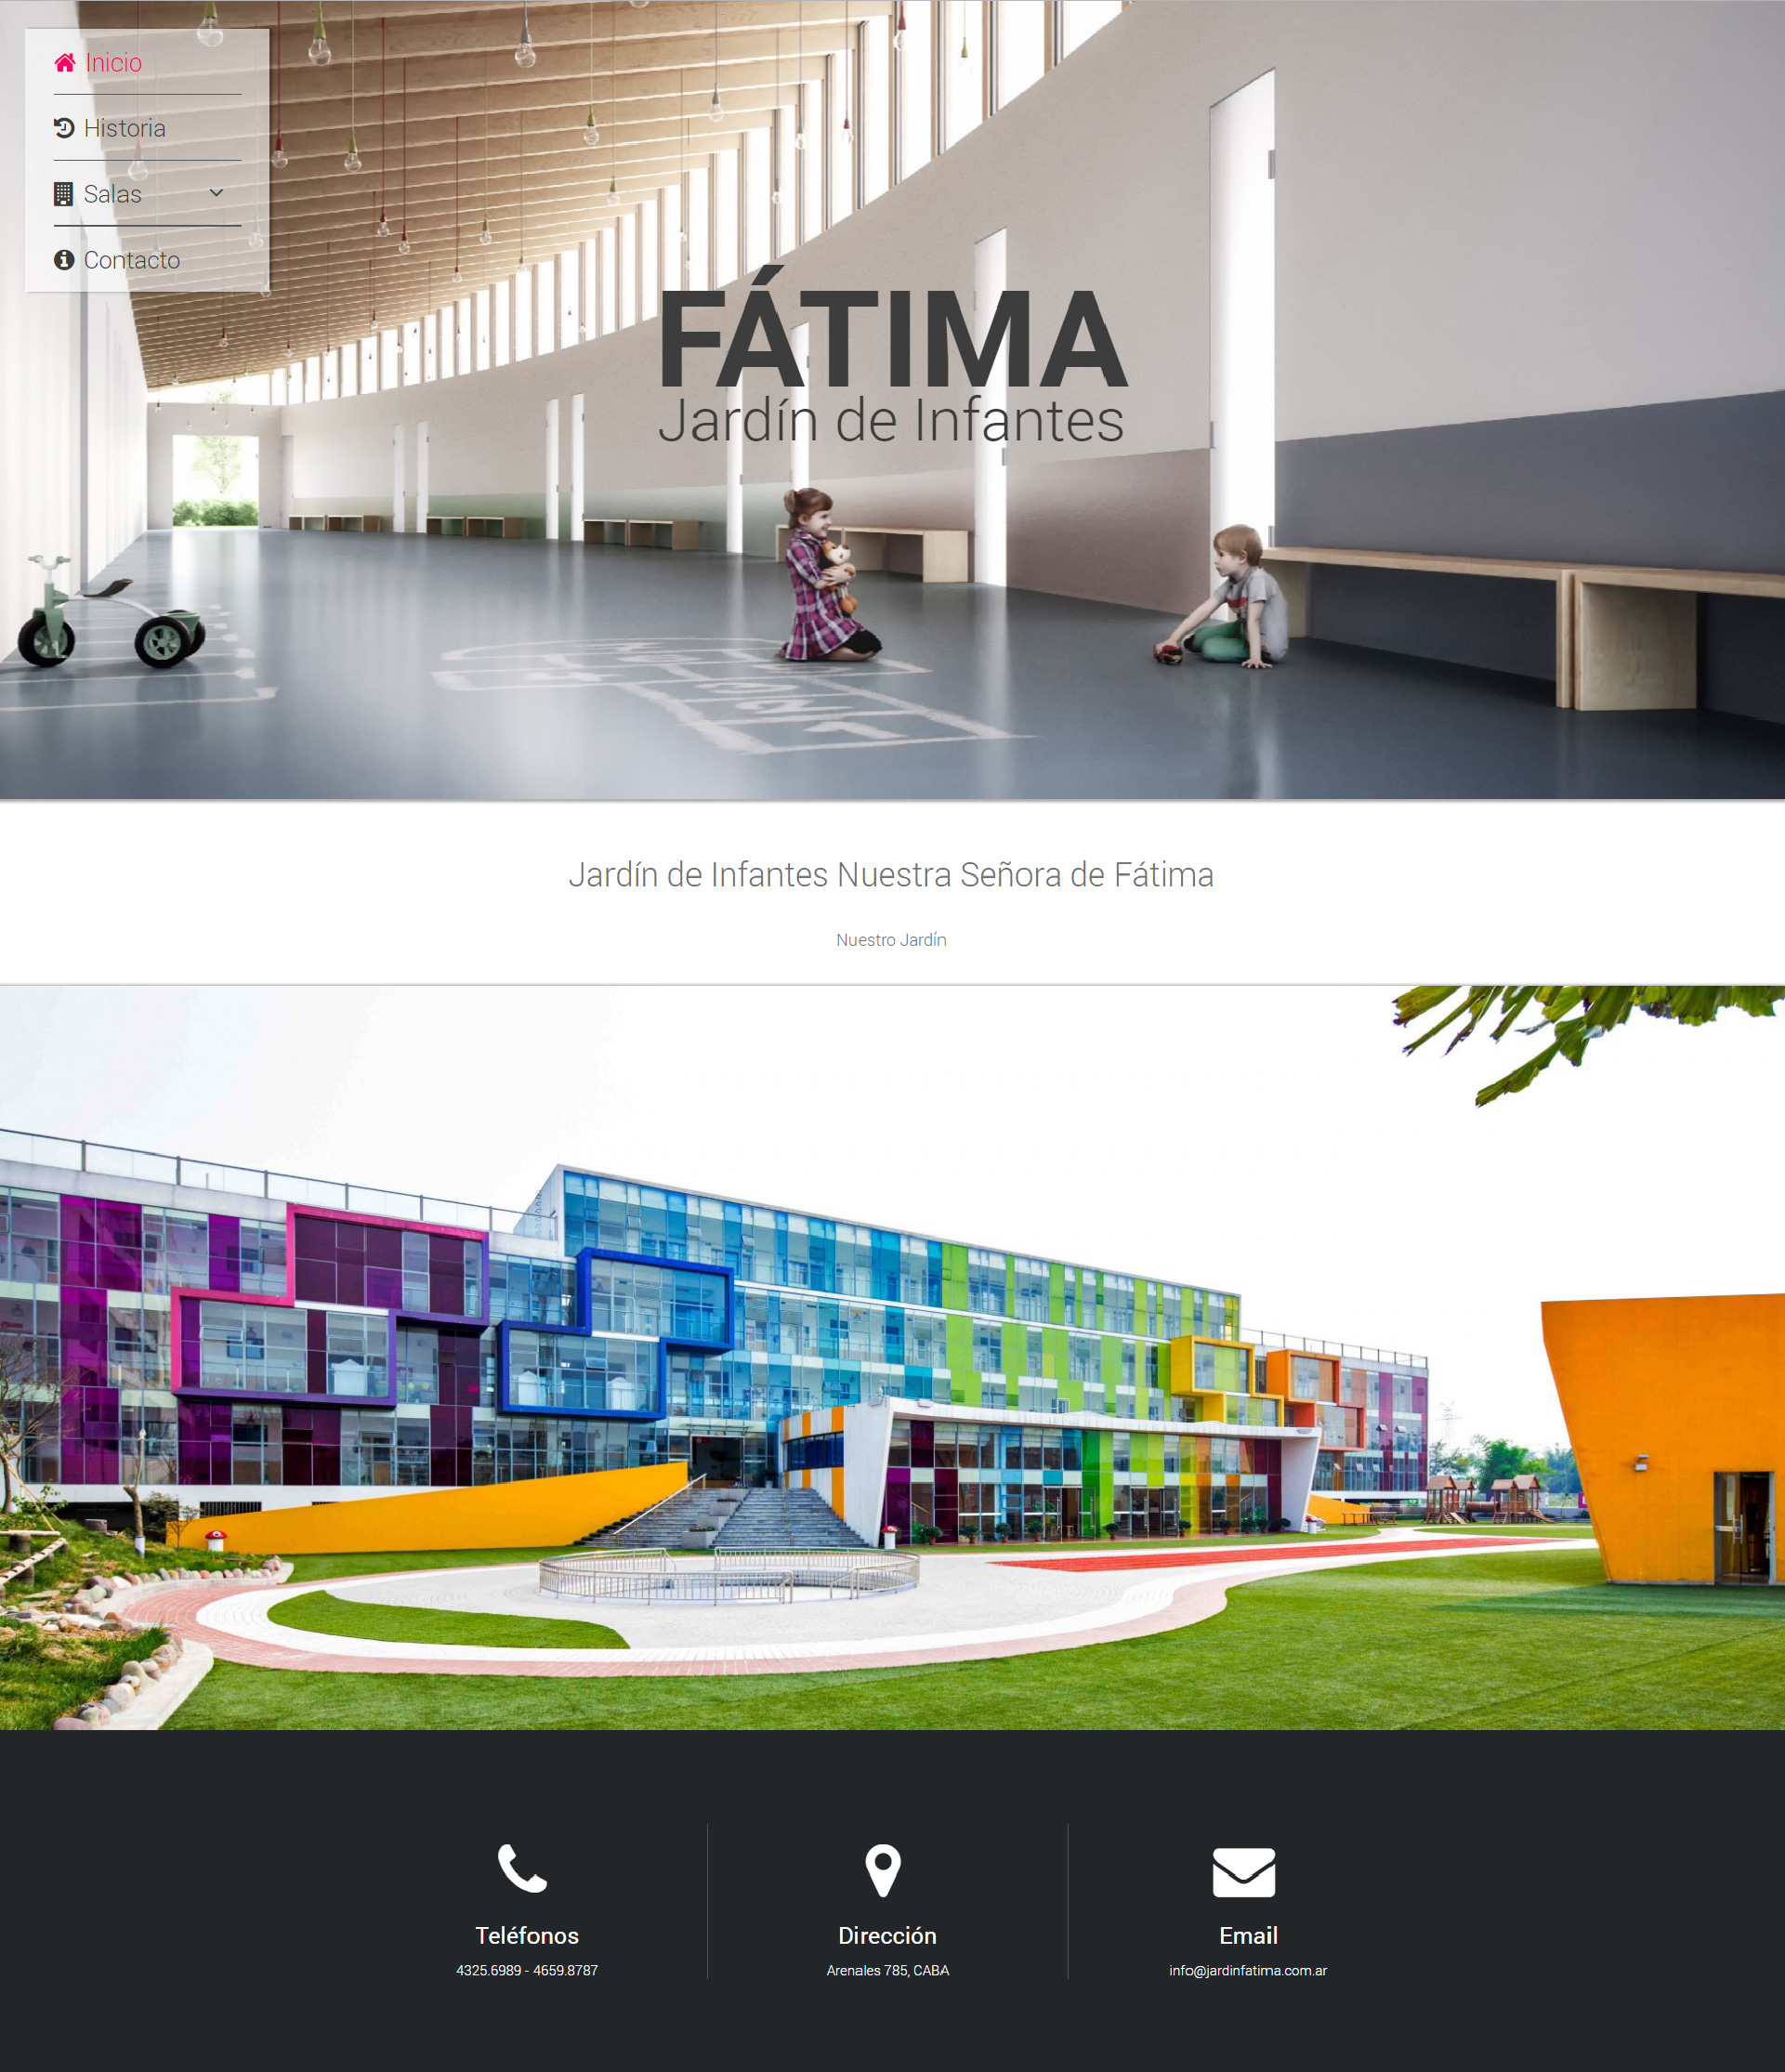 Inicio
Historia
Salas
Contacto
FÁTIMA
Jardín de Infantes
Jardín de Infantes Nuestra Señora de Fátima
Nuestro Jardín
Teléfonos
4325.6989 - 4659.8787
Dirección
Arenales 785, CABA
Email
info@jardinfatima.com.ar